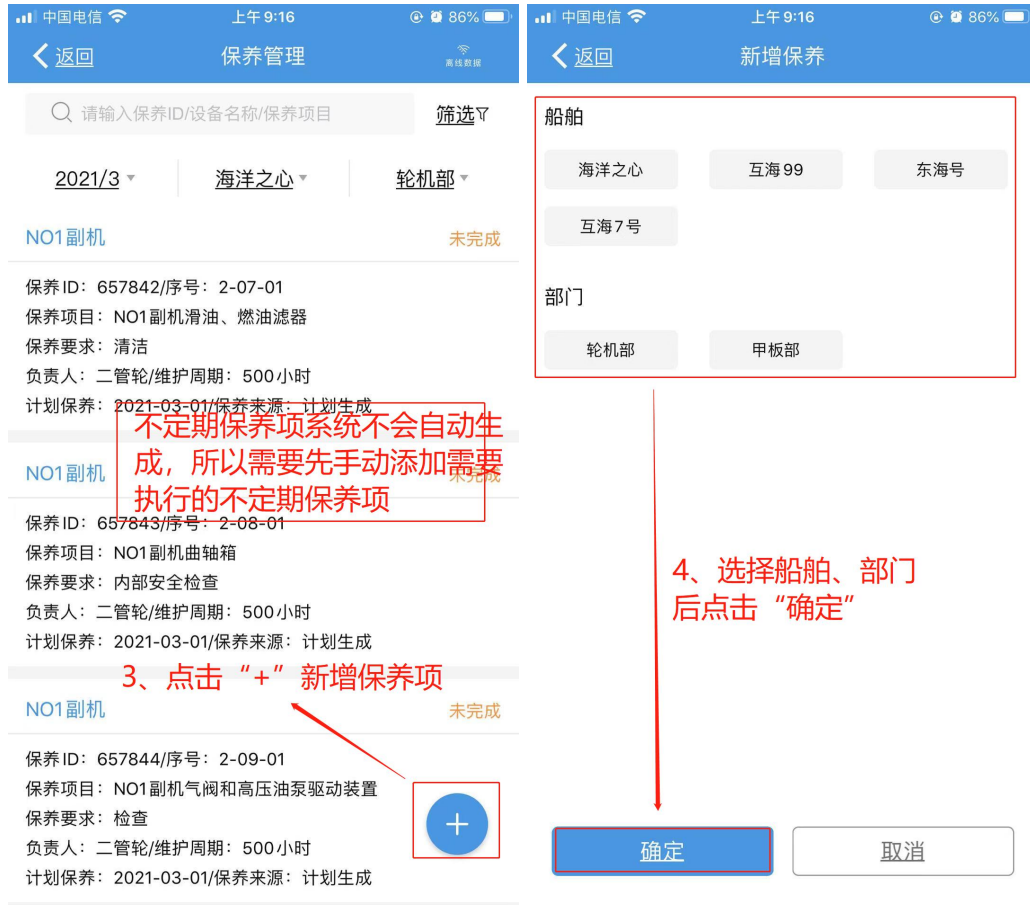 中国电信 上午9:16 86%
返回 保养管理 离线数据
请输入保养ID/设备名称/保养项目 筛选
2021/3 海洋之心 轮机部
NO1副机 未完成
保养ID：657842/序号：2-07-01
保养项目：NO1副机滑油、燃油滤器
保养要求：清洁
负责人：二管轮/维护周期：500小时
计划保养：2021-03-01/保养来源：计划生成
不定期保养项系统不会自动生
成，所以需要先手动添加需要
执行的不定期保养项
NO1副机 未完成
保养ID：657843/序号：2-08-01
保养项目：NO1副机曲轴箱
保养要求：内部安全检查
负责人：二管轮/维护周期：500小时
计划保养：2021-03-01/保养来源：计划生成
3、点击“+”新增保养项
NO1副机 未完成
保养ID：657844/序号：2-09-01
保养项目：NO1副机气阀和高压油泵驱动装置
保养要求：检查
负责人：二管轮/维护周期：500小时
计划保养：2021-03-01/保养来源：计划生成
+
中国电信 上午9:16 86%
返回 新增保养
船舶
海洋之心 互海99 东海号
互海7号
部门
轮机部 甲板部
4、选择船舶、部门
后点击“确定”
确定 取消